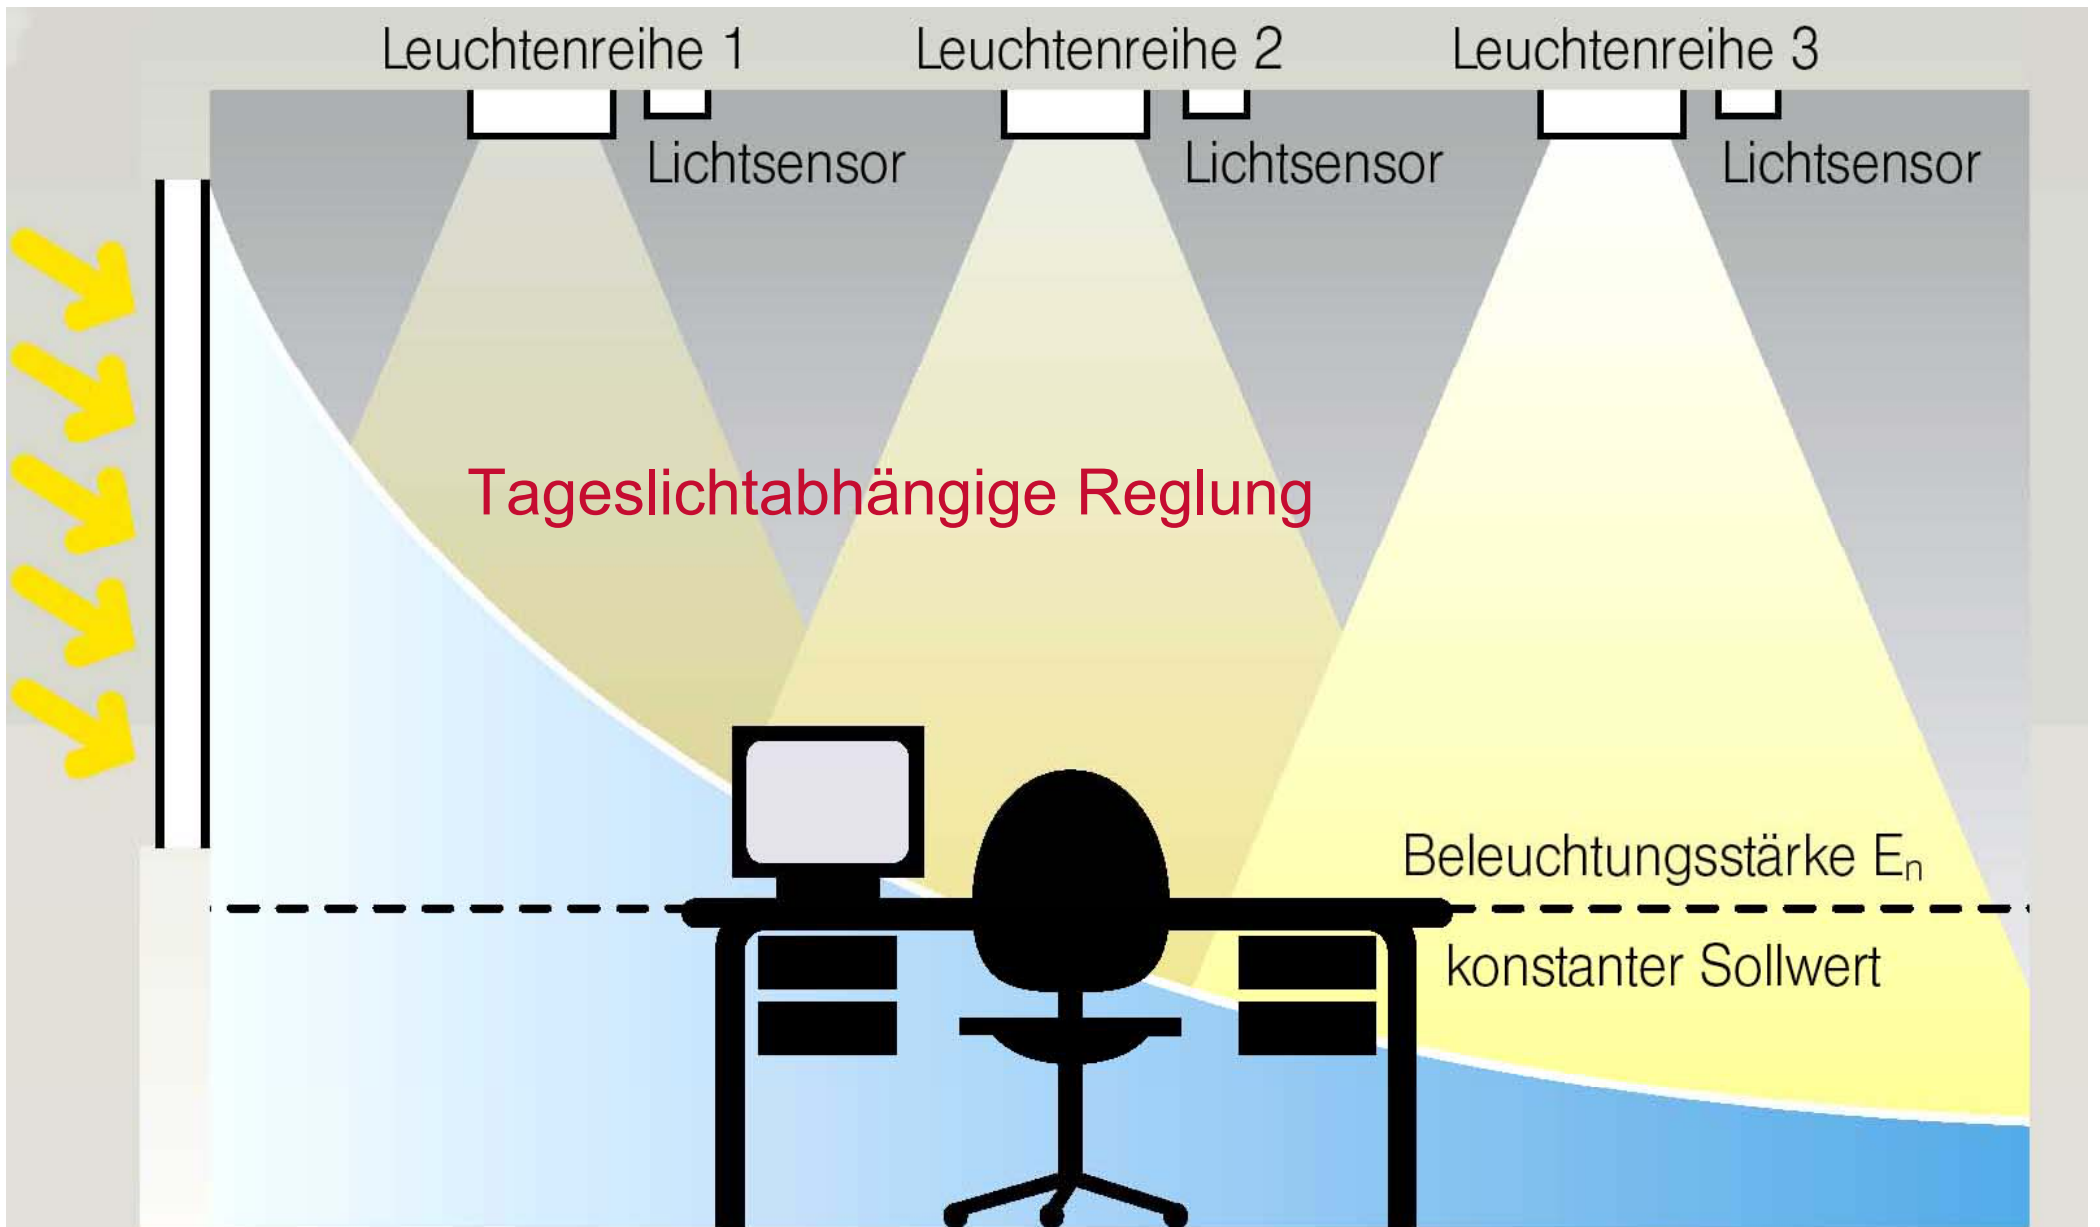 Leuchtenreihe 1
Leuchtenreihe 2
Leuchtenreihe 3
Lichtsensor
Lichtsensor
Lichtsensor
Tageslichtabhängige Reglung
Beleuchtungsstärke Eₙ
konstanter Sollwert